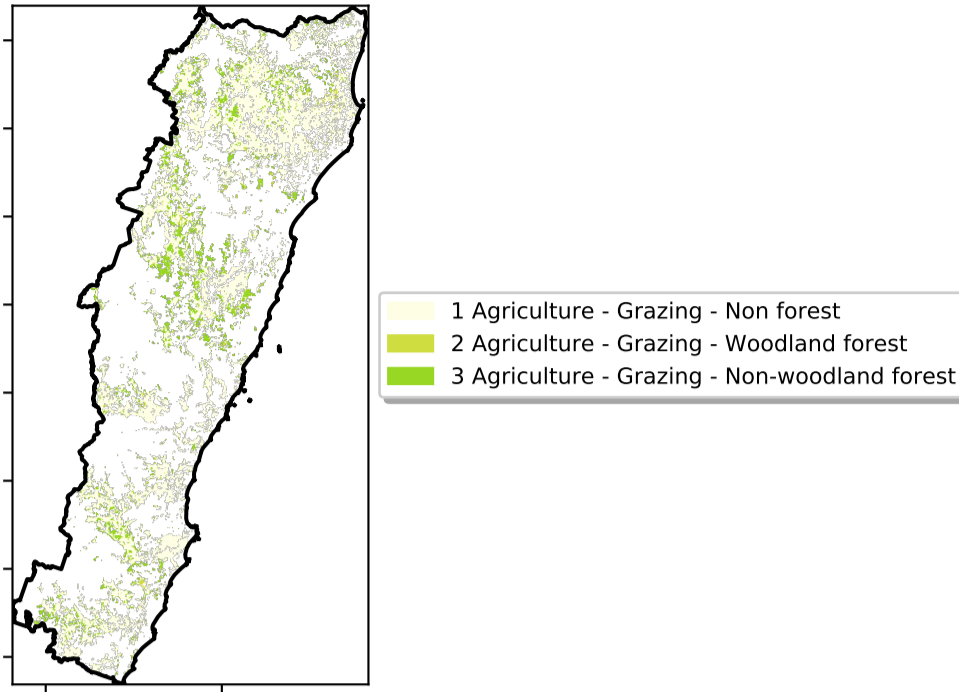 1 Agriculture - Grazing - Non forest
2 Agriculture - Grazing - Woodland forest
3 Agriculture - Grazing - Non-woodland forest